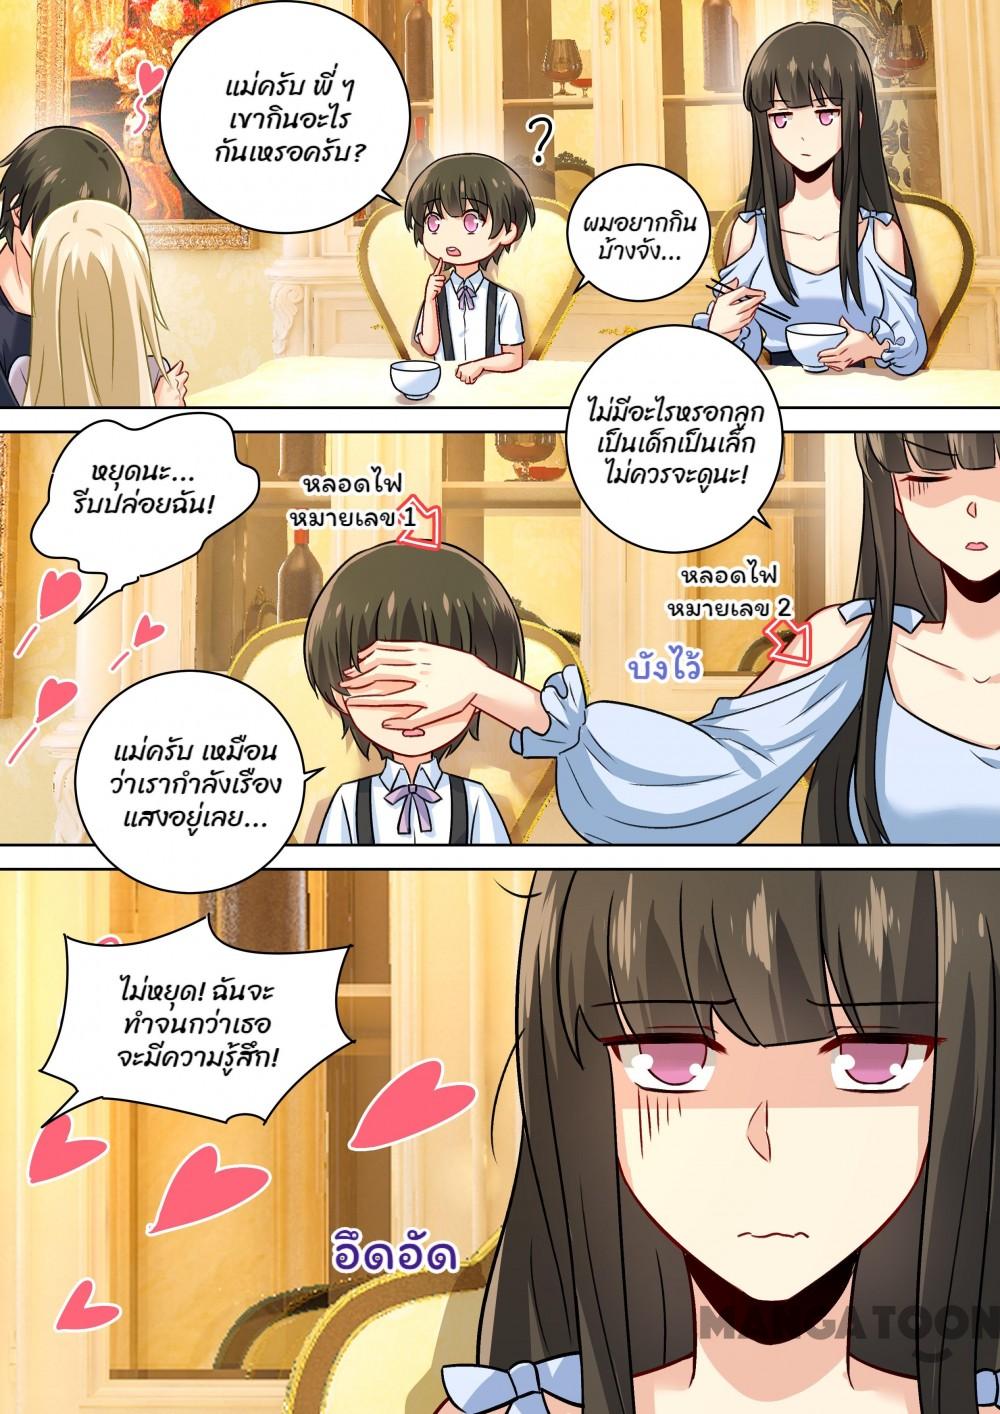 แม่ครับ พี่ ๆ
เขากินอะไร
กันเหรอครับ?
?
ผมอยากกิน
บ้างจัง...
ไม่มีอะไรหรอกลูก
เป็นเด็กเป็นเล็ก
ไม่ควรจะดูนะ!
หยุดนะ...
รีบปล่อยฉัน!
หลอดไฟ
หมายเลข 1
หลอดไฟ
หมายเลข 2
บังไว้
แม่ครับ เหมือน
ว่าเรากำลังเรือง
แสงอยู่เลย...
ไม่หยุด! ฉันจะ
ทำจนกว่าเธอ
จะมีความรู้สึก!
อึดอัด
MANGATOON